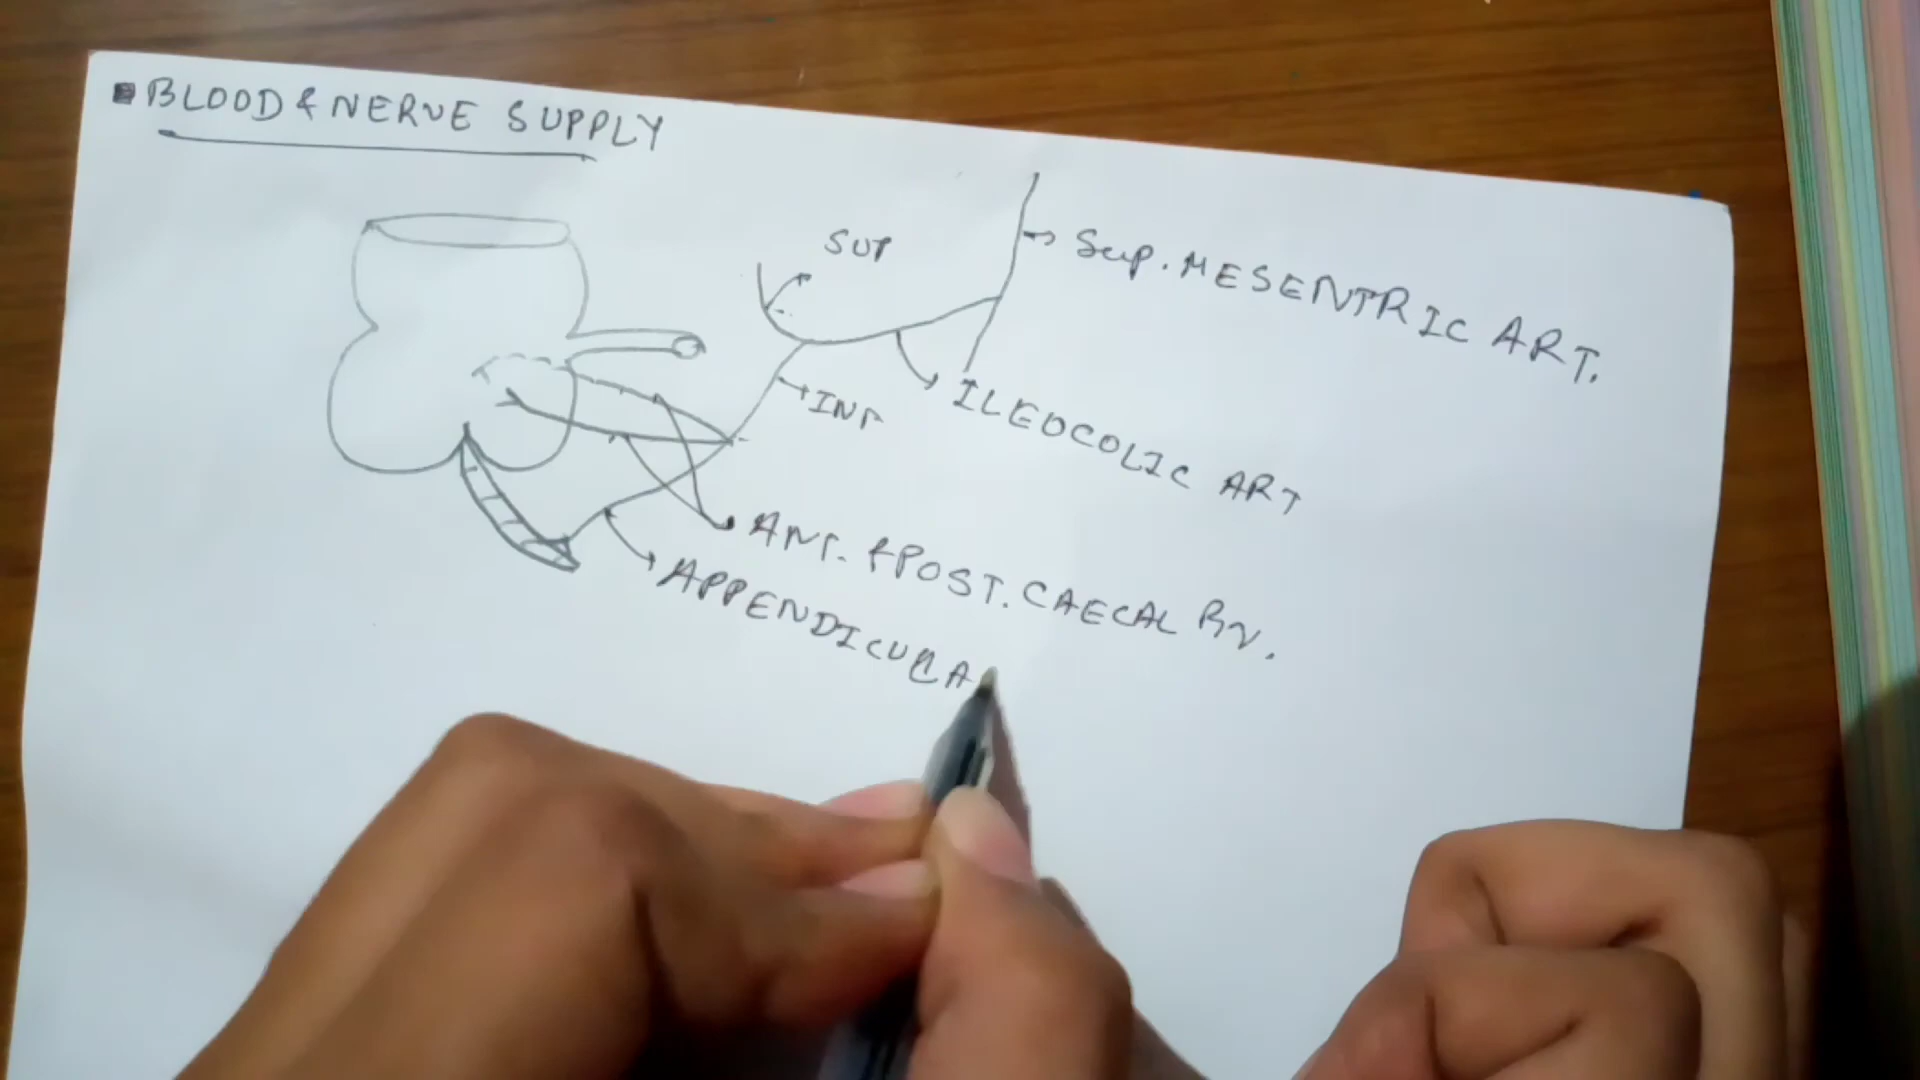 BLOOD & NERVE SUPPLY
SUP
Sup. MESENTRIC ART.
INF
ILEOCOLIC ART
ANT. & POST. CAECAL Br.
APPENDICULA